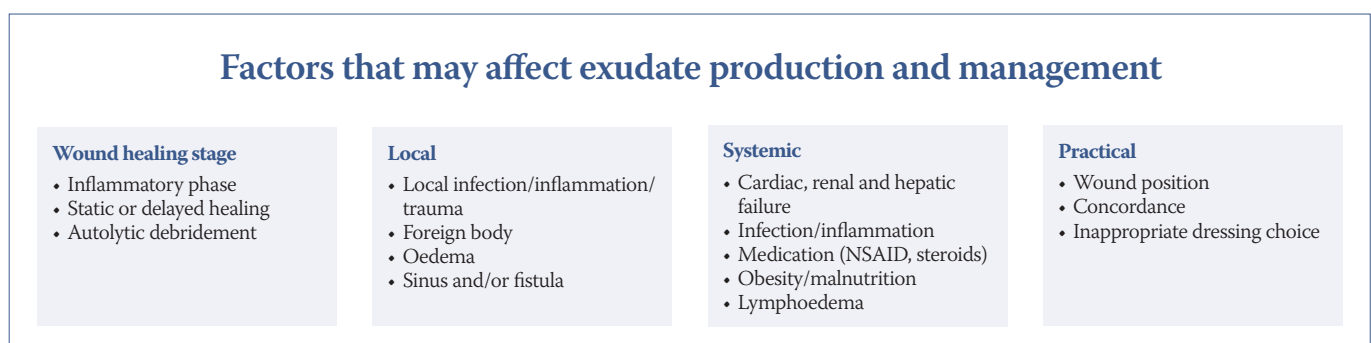 Factors that may affect exudate production and management
Wound healing stage
• Inflammatory phase
• Static or delayed healing
• Autolytic debridement
Local
• Local infection/inflammation/
trauma
• Foreign body
• Oedema
• Sinus and/or fistula
Systemic
• Cardiac, renal and hepatic
failure
• Infection/inflammation
• Medication (NSAID, steroids)
• Obesity/malnutrition
• Lymphoedema
Practical
• Wound position
• Concordance
• Inappropriate dressing choice